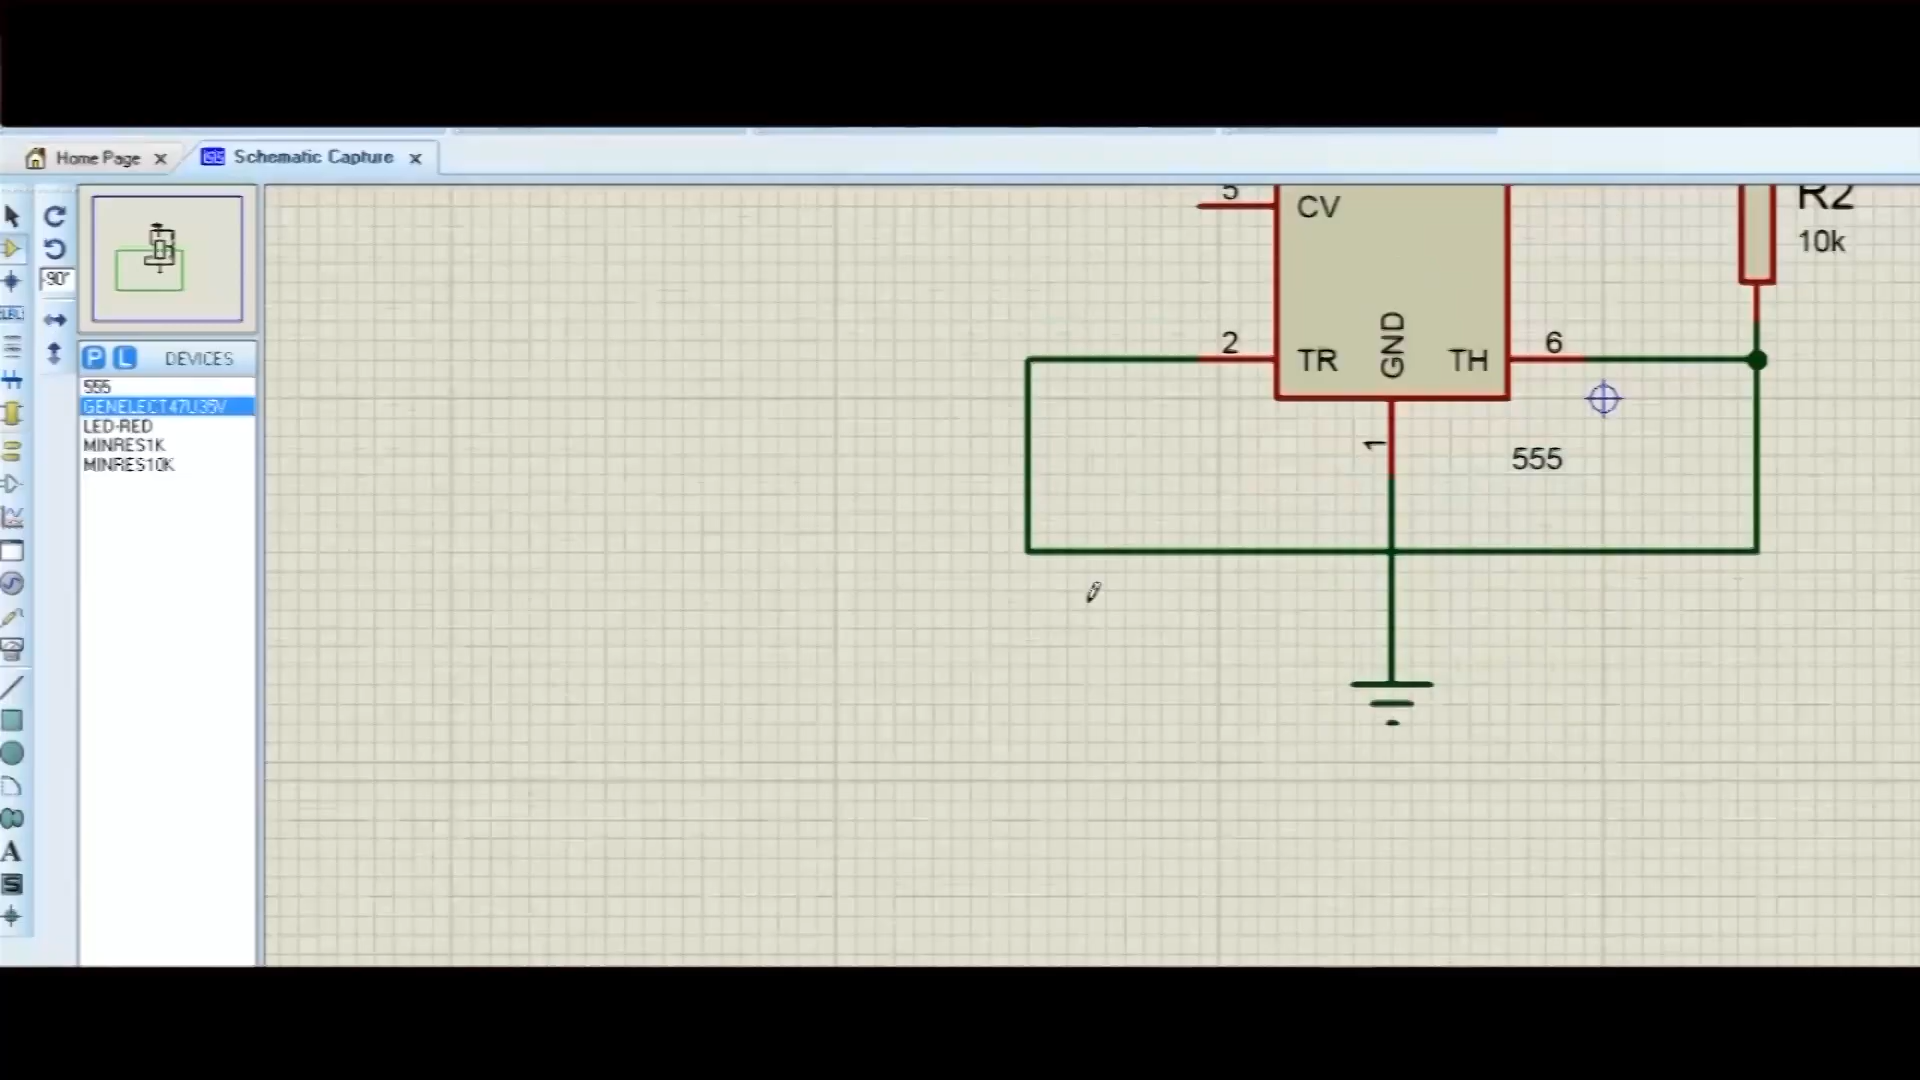 Home Page
Schematic Capture
-90°
LBL
P L DEVICES
555
GENELECT47U35V
LED-RED
MINRES1K
MINRES10K
A
S
5
CV
R2
10k
2
TR
GND
TH
6
1
555